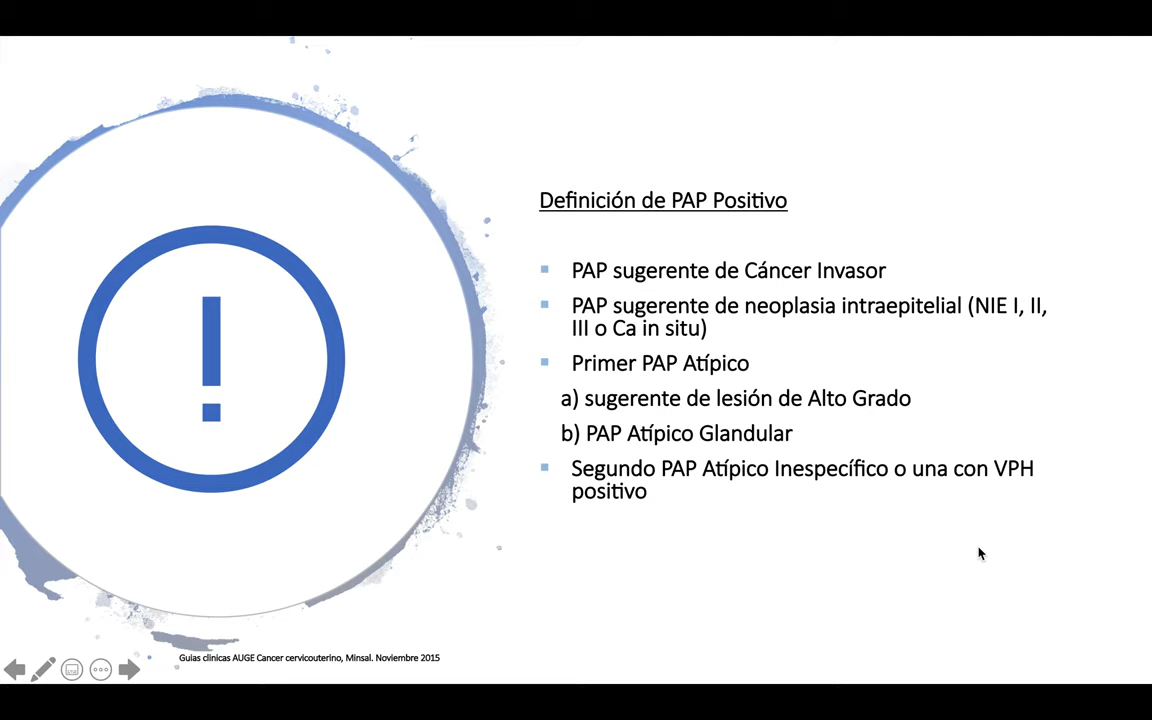 Definición de PAP Positivo
PAP sugerente de Cáncer Invasor
PAP sugerente de neoplasia intraepitelial (NIE I, II,
III o Ca in situ)
Primer PAP Atípico
a) sugerente de lesión de Alto Grado
b) PAP Atípico Glandular
Segundo PAP Atípico Inespecífico o una con VPH
positivo
Guias clinicas AUGE Cancer cervicouterino, Minsal. Noviembre 2015